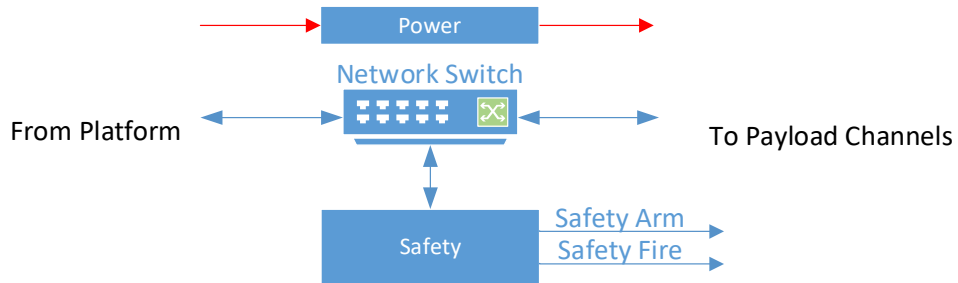 Power
Network Switch
From Platform
To Payload Channels
Safety Arm
Safety
Safety Fire